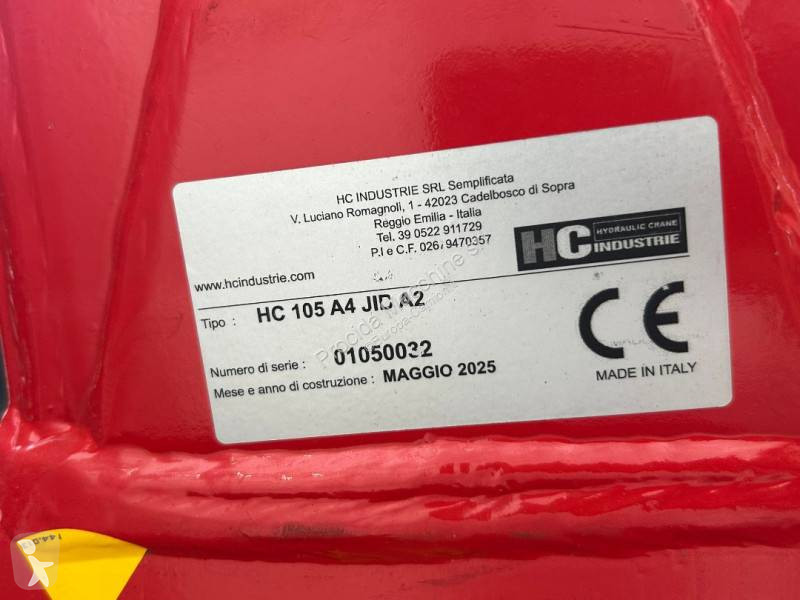 HC INDUSTRIE SRL Semplificata
V. Luciano Romagnoli, 1 - 42023 Cadelbosco di Sopra
Reggio Emilia - Italia
Tel. 39 0522 911729
P.I e C.F.
www.hcindustrie.com
HC HYDRAULIC CRANE
INDUSTRIE
Tipo : HC 105 A4 JIB A2
Numero di serie : 01050032
Mese e anno di costruzione : MAGGIO 2025
CE
MADE IN ITALY
Procida Macchine